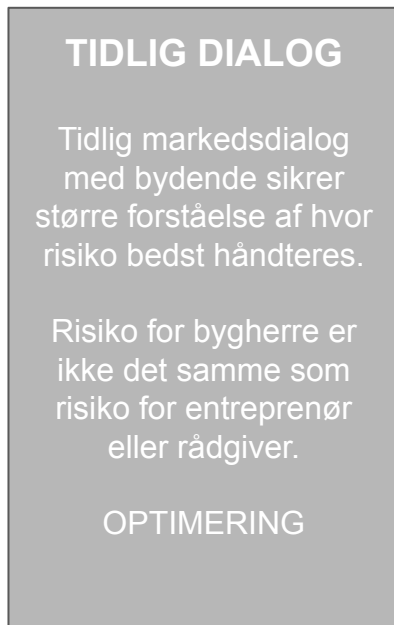 TIDLIG DIALOG
Tidlig markedsdialog
med bydende sikrer
større forståelse af hvor
risiko bedst håndteres.
Risiko for bygherre er
ikke det samme som
risiko for entreprenør
eller rådgiver.
OPTIMERING